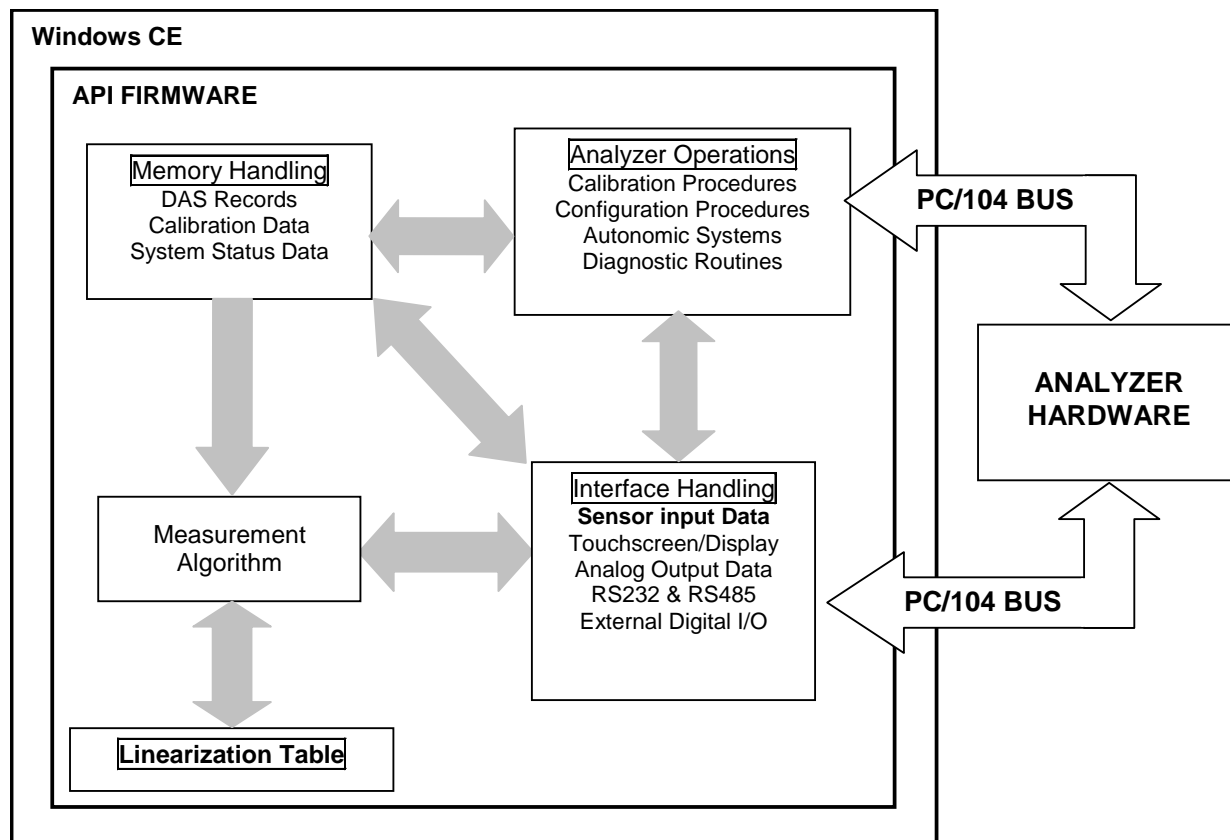 Windows CE
API FIRMWARE
Memory Handling
DAS Records
Calibration Data
System Status Data
Analyzer Operations
Calibration Procedures
Configuration Procedures
Autonomic Systems
Diagnostic Routines
PC/104 BUS
ANALYZER
HARDWARE
Measurement
Algorithm
Interface Handling
Sensor input Data
Touchscreen/Display
Analog Output Data
RS232 & RS485
External Digital I/O
PC/104 BUS
Linearization Table